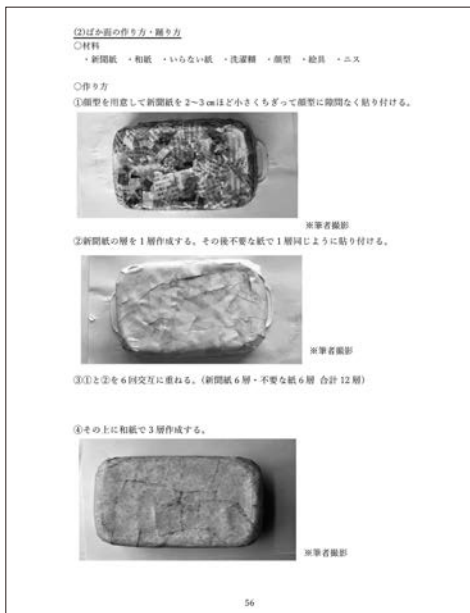 (2)ばか面の作り方・踊り方
○材料
・新聞紙 ・和紙 ・いらない紙 ・洗濯糊 ・顔型 ・絵具 ・ニス
○作り方
①顔型を用意して新聞紙を2～3㎝ほど小さくちぎって顔型に隙間なく貼り付ける。
※筆者撮影
②新聞紙の層を1層作成する。その後不要な紙で1層同じように貼り付ける。
※筆者撮影
③①と②を6回交互に重ねる。(新聞紙6層・不要な紙6層 合計12層)
④その上に和紙で3層作成する。
※筆者撮影
56